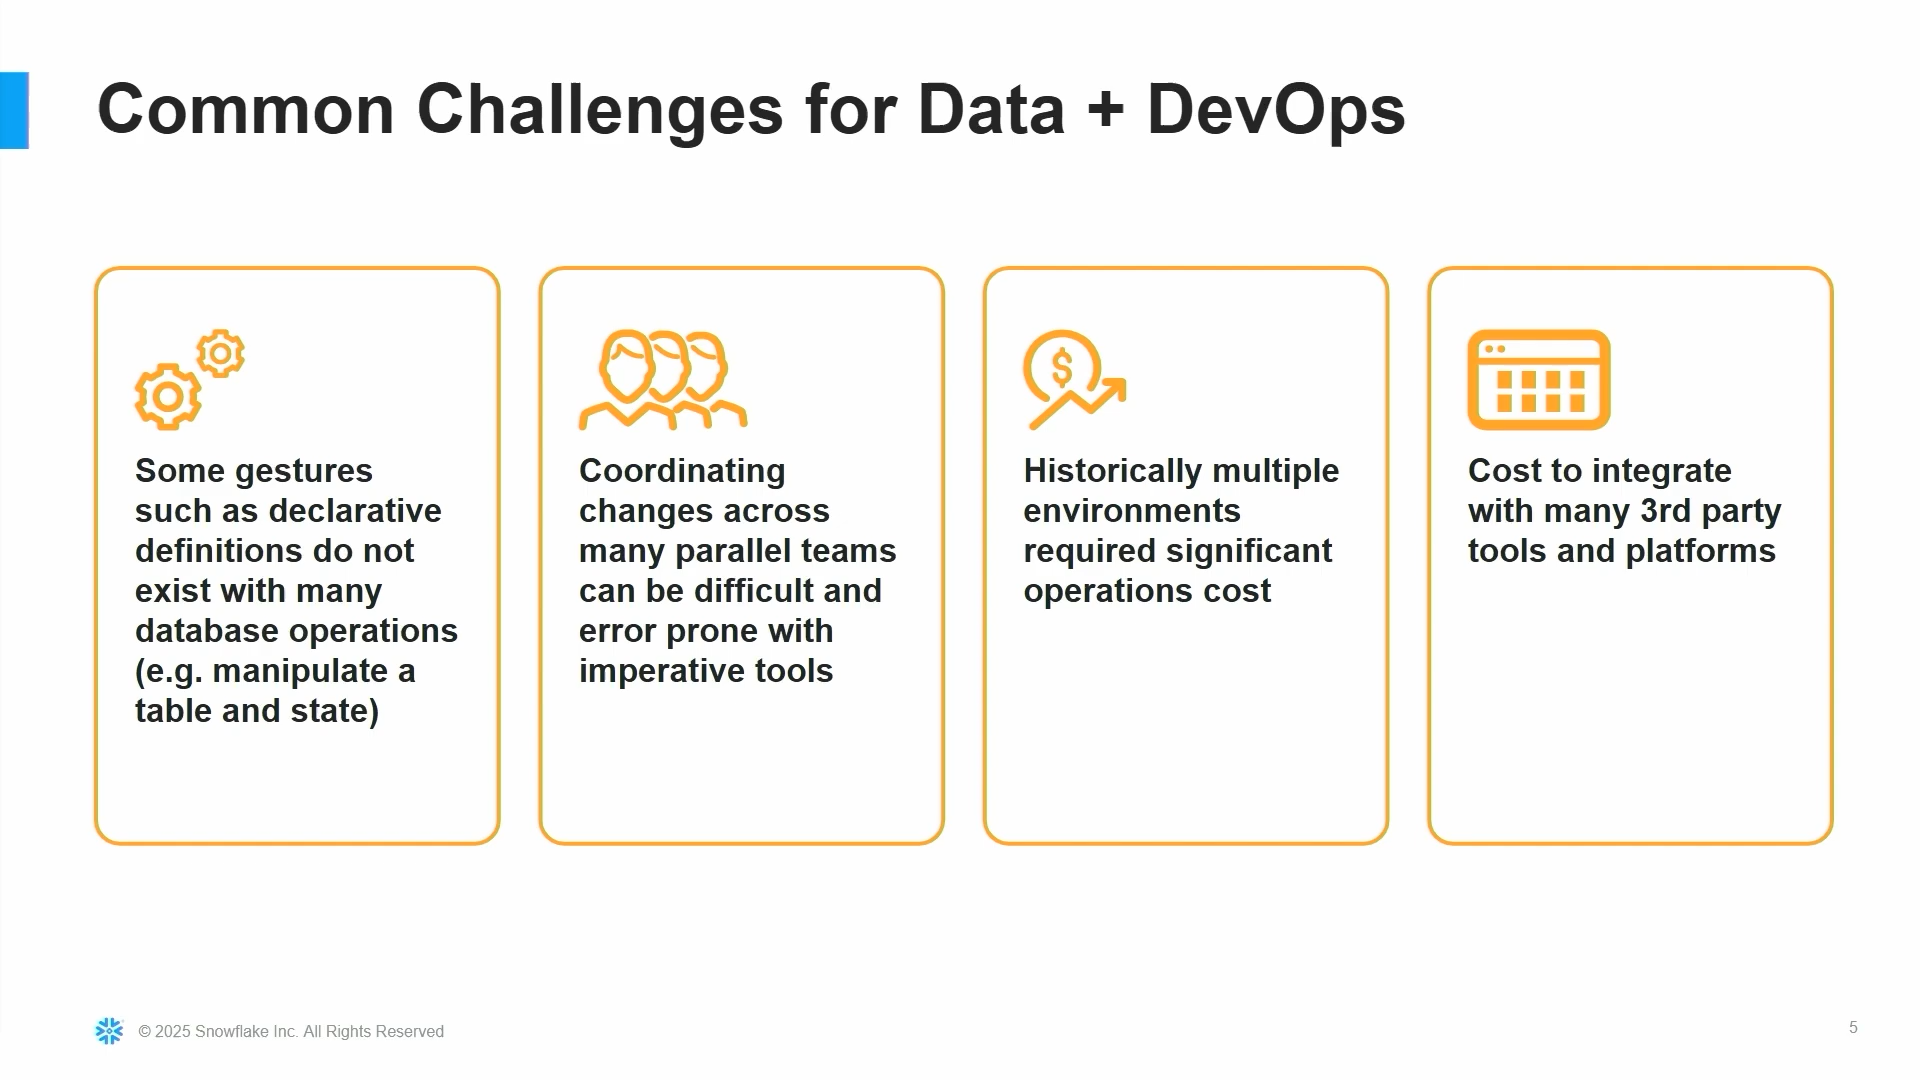 Common Challenges for Data + DevOps
Some gestures
such as declarative
definitions do not
exist with many
database operations
(e.g. manipulate a
table and state)
Coordinating
changes across
many parallel teams
can be difficult and
error prone with
imperative tools
Historically multiple
environments
required significant
operations cost
Cost to integrate
with many 3rd party
tools and platforms
© 2025 Snowflake Inc. All Rights Reserved
5